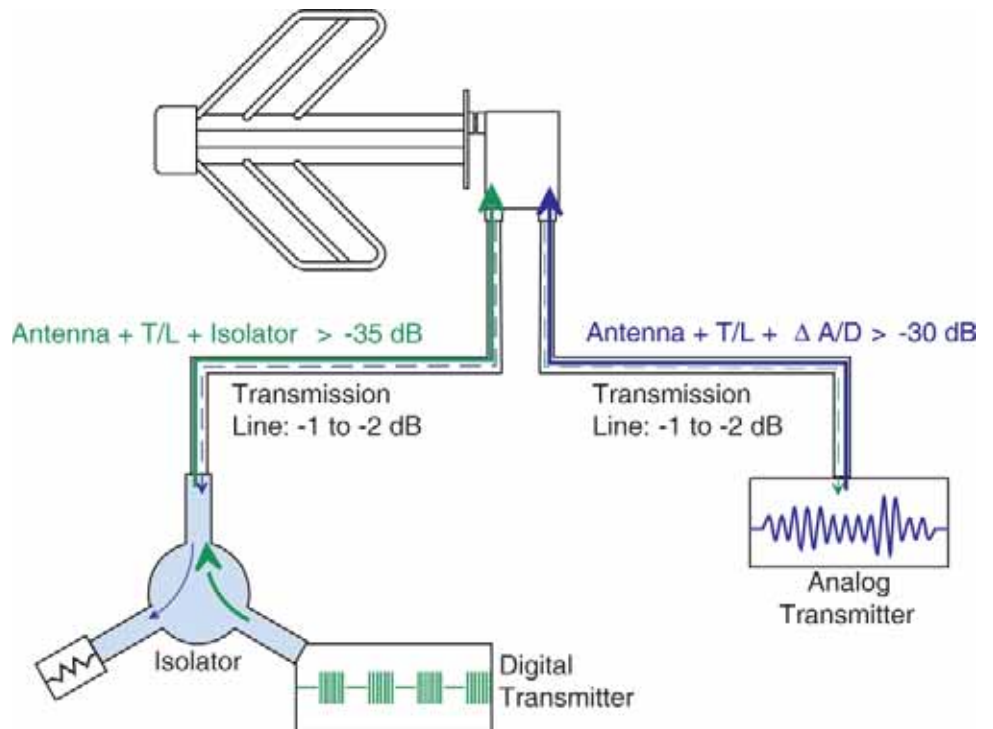 Antenna + T/L + Isolator > -35 dB
Antenna + T/L + Δ A/D > -30 dB
Transmission
Line: -1 to -2 dB
Transmission
Line: -1 to -2 dB
Analog
Transmitter
Isolator
Digital
Transmitter